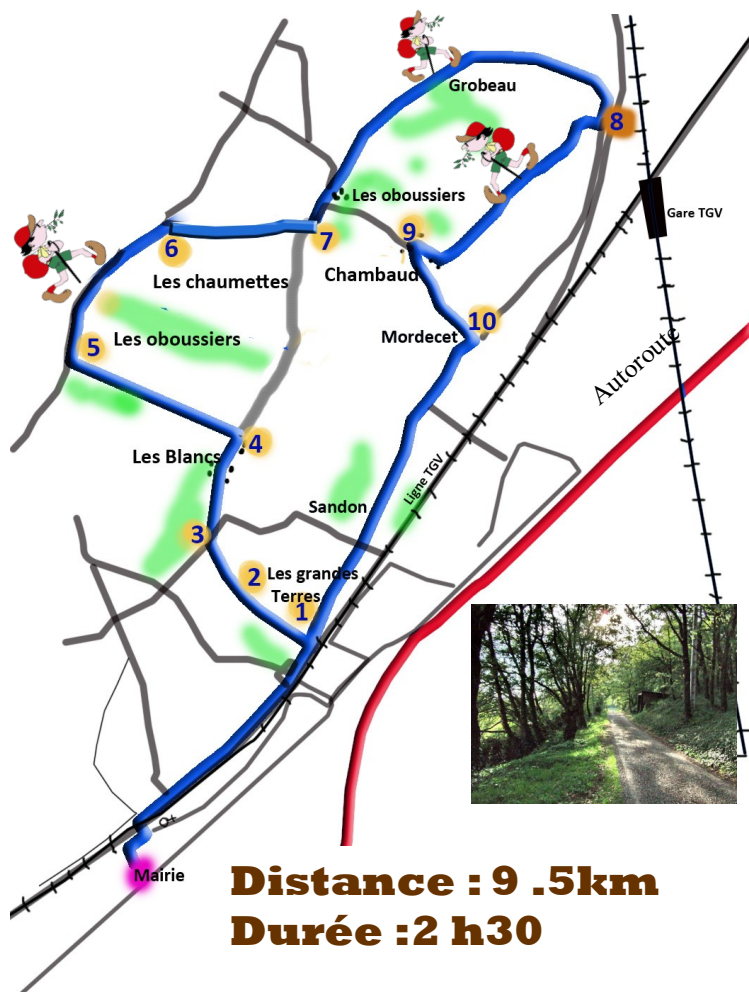 Grobeau
8
Les oboussiers
Gare TGV
6
7
9
Les chaumettes
Chambaud
10
Mordecet
5
Les oboussiers
Autoroute
4
Les Blancs
Ligne TGV
Sandon
3
2
Les grandes
Terres
1
Mairie
Distance : 9 .5km
Durée :2 h30